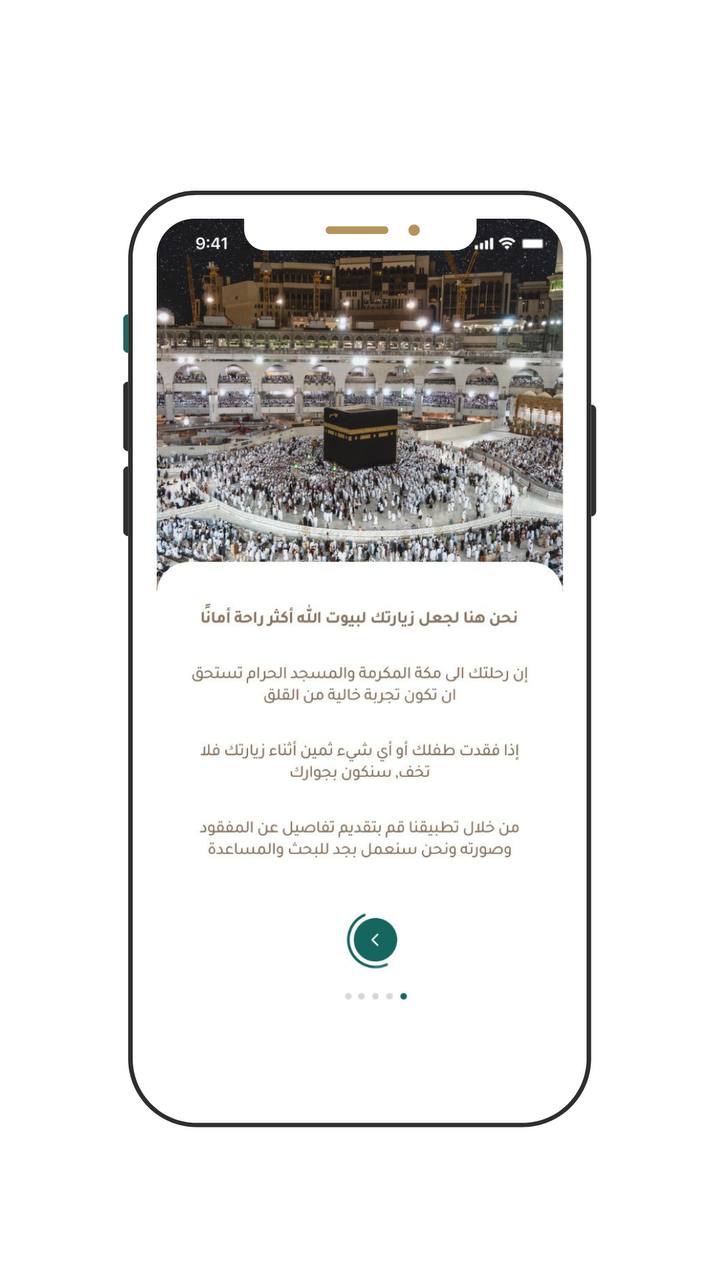 9:41
نحن هنا لجعل زيارتك لبيوت الله أكثر راحة أمانًا
إن رحلتك الى مكة المكرمة والمسجد الحرام تستحق
ان تكون تجربة خالية من القلق
إذا فقدت طفلك أو أي شيء ثمين أثناء زيارتك فلا
تخف, سنكون بجوارك
من خلال تطبيقنا قم بتقديم تفاصيل عن المفقود
وصورته ونحن سنعمل بجد للبحث والمساعدة